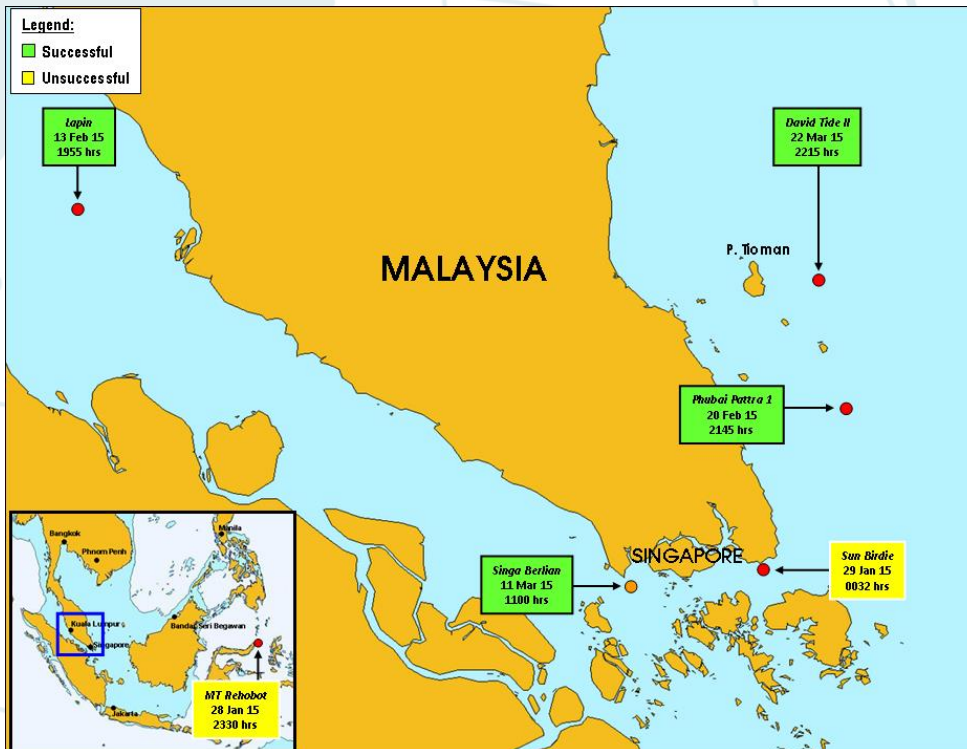 Legend:
Successful
Unsuccessful
Lapin
13 Feb 15
1955 hrs
David Tide II
22 Mar 15
2215 hrs
P. Tioman
MALAYSIA
Phubai Pattra 1
20 Feb 15
2145 hrs
SINGAPORE
Singa Berlian
11 Mar 15
1100 hrs
Sun Birdie
29 Jan 15
0032 hrs
Bangkok
Phnom Penh
Manila
Kuala Lumpur
Singapore
Bandar Seri Begawan
Jakarta
MT Rehobot
28 Jan 15
2330 hrs